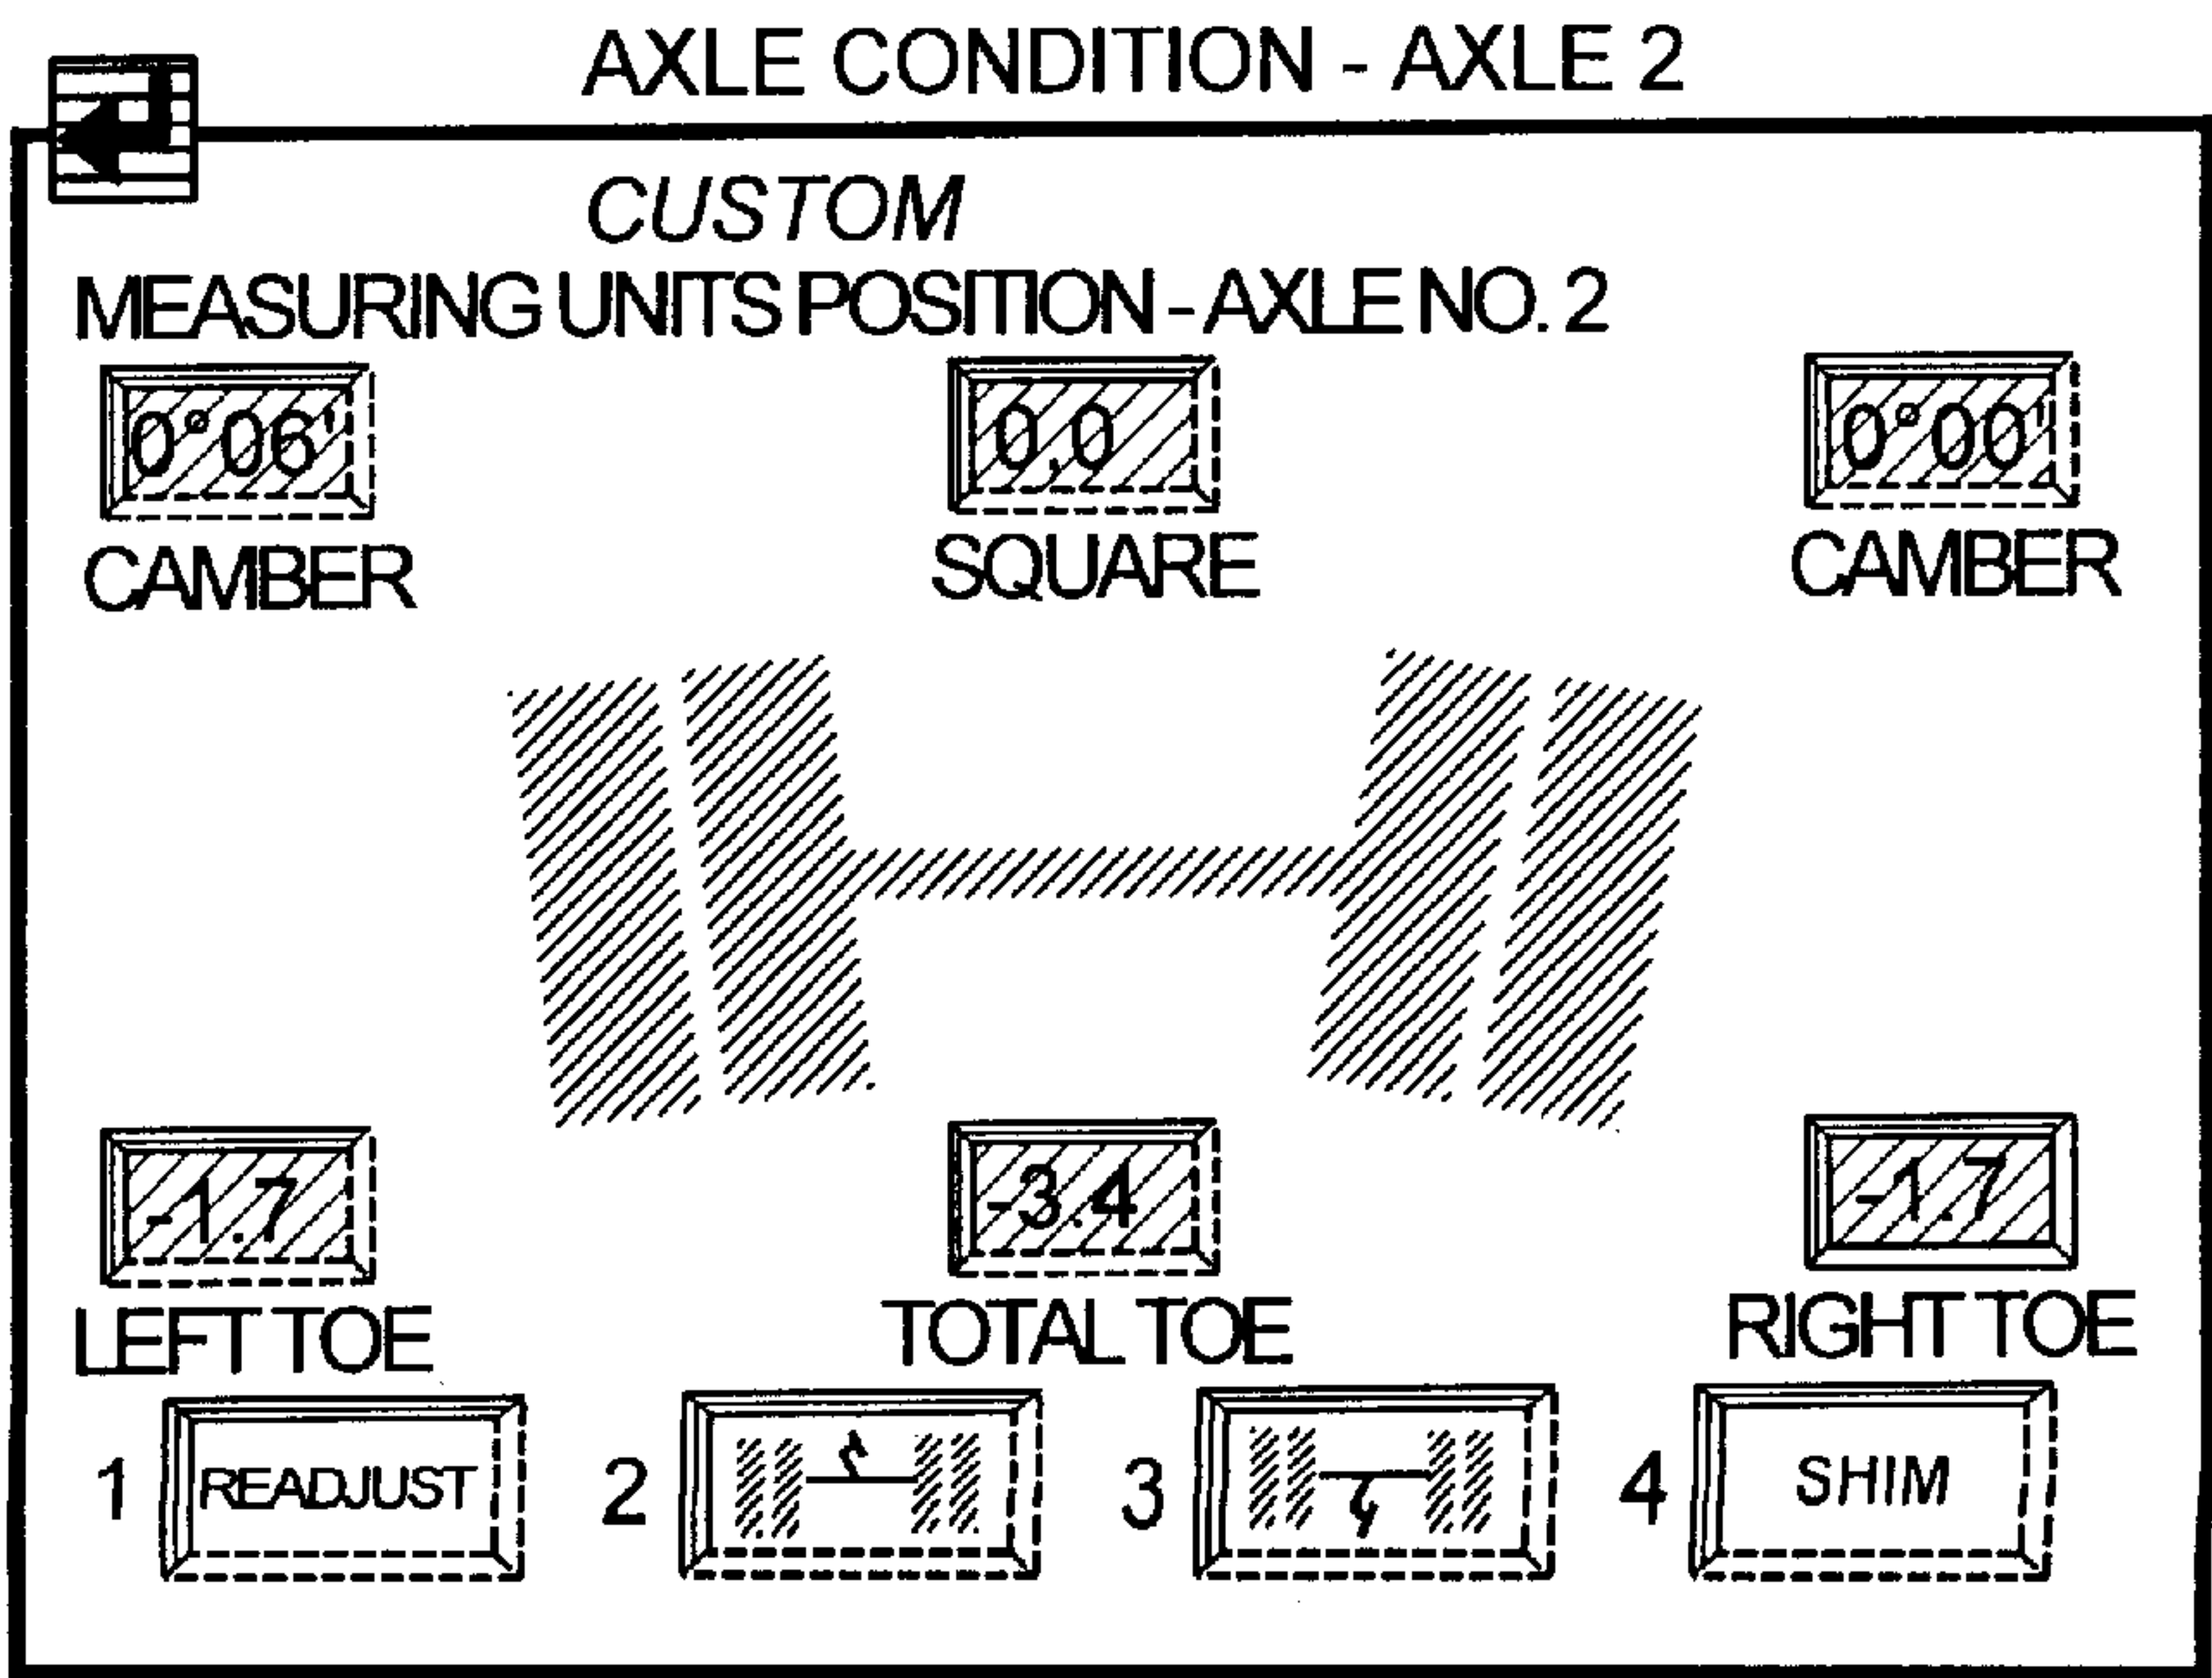 AXLE CONDITION - AXLE 2
CUSTOM
MEASURING UNITS POSITION - AXLE NO. 2
0°06' 0,0 0°00'
CAMBER SQUARE CAMBER
-1.7 -3.4 -1.7
LEFT TOE TOTAL TOE RIGHT TOE
1 READJUST 2 3 4 SHIM